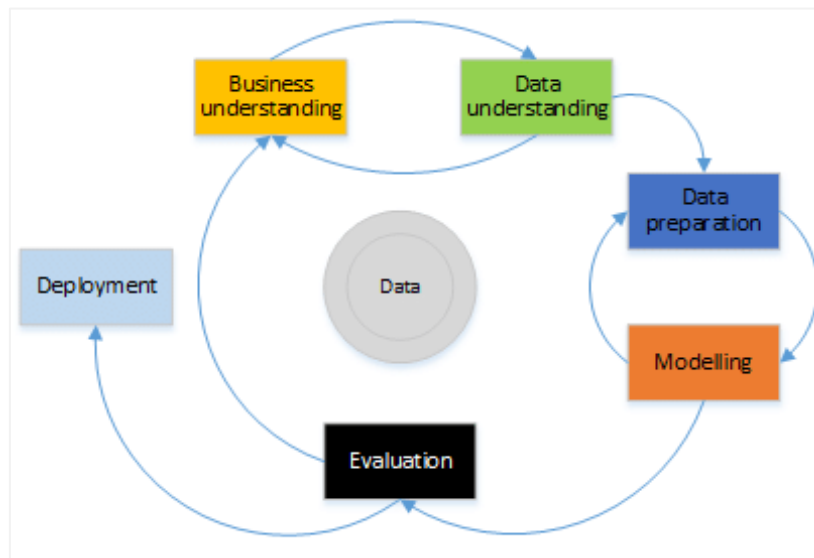 Business
understanding
Data
understanding
Data
preparation
Deployment
Data
Modelling
Evaluation